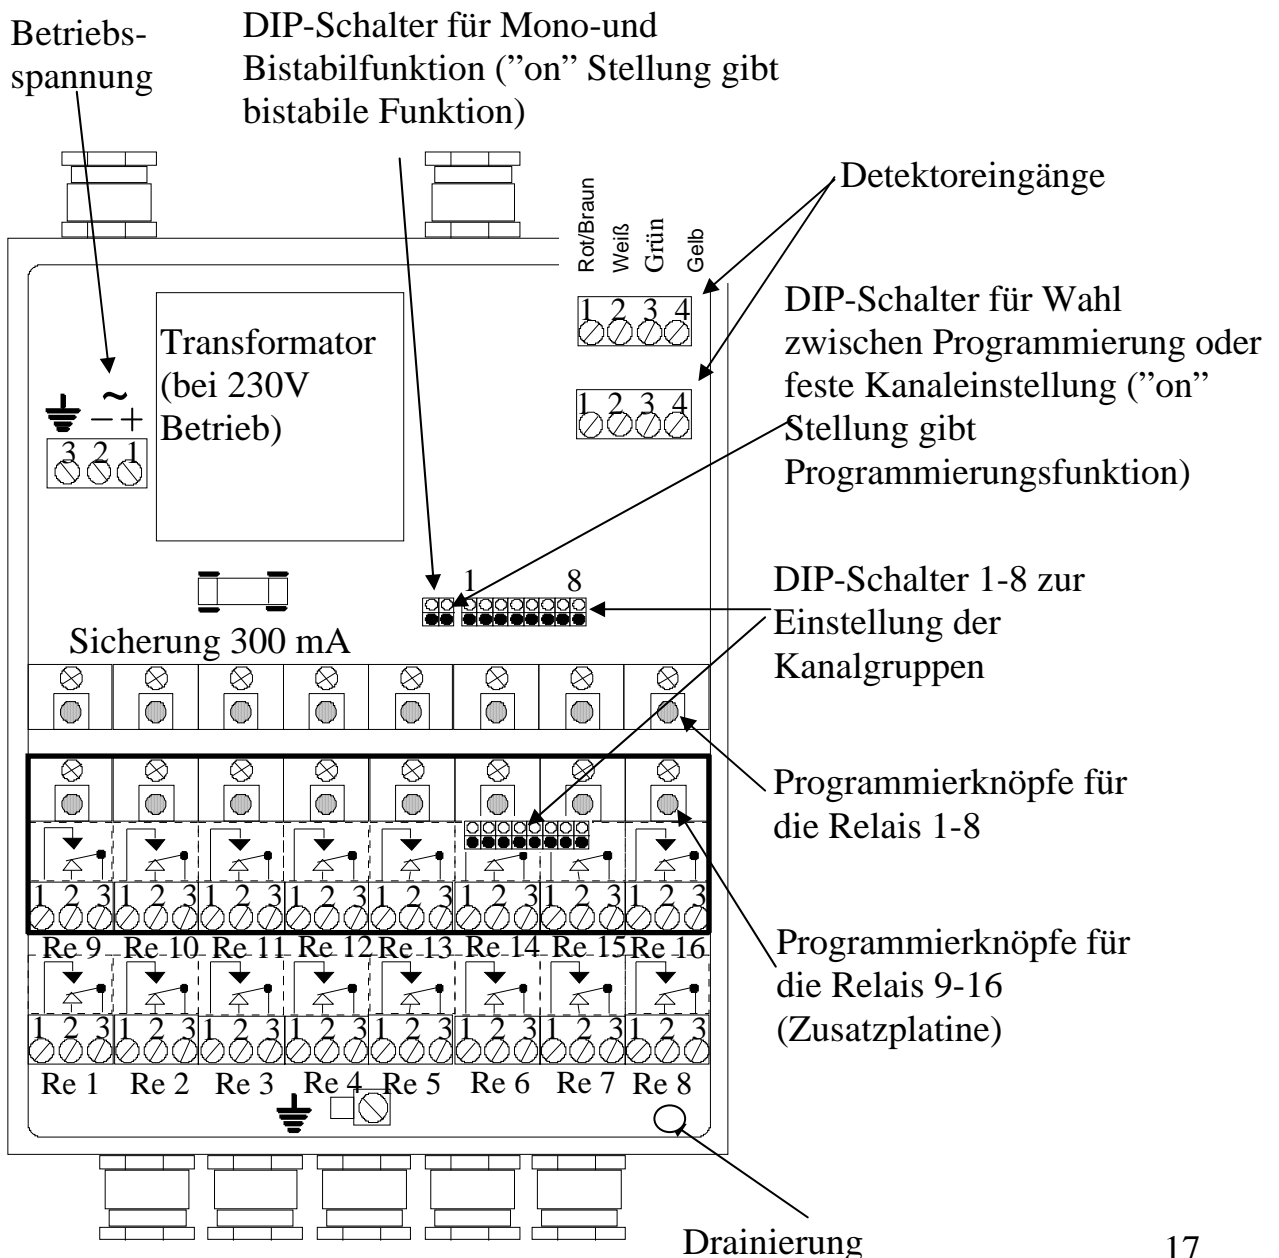 Betriebs-
spannung
DIP-Schalter für Mono-und
Bistabilfunktion (”on” Stellung gibt
bistabile Funktion)
Detektoreingänge
Rot/Braun
Weiß
Grün
Gelb
1 2 3 4
1 2 3 4
DIP-Schalter für Wahl
zwischen Programmierung oder
feste Kanaleinstellung (”on”
Stellung gibt
Programmierungsfunktion)
Transformator
(bei 230V
Betrieb)
~
– +
3 2 1
1 8
DIP-Schalter 1-8 zur
Einstellung der
Kanalgruppen
Sicherung 300 mA
Programmierknöpfe für
die Relais 1-8
1 2 3 1 2 3 1 2 3 1 2 3 1 2 3 1 2 3 1 2 3 1 2 3
Re 9 Re 10 Re 11 Re 12 Re 13 Re 14 Re 15 Re 16
Programmierknöpfe für
die Relais 9-16
(Zusatzplatine)
1 2 3 1 2 3 1 2 3 1 2 3 1 2 3 1 2 3 1 2 3 1 2 3
Re 1 Re 2 Re 3 Re 4 Re 5 Re 6 Re 7 Re 8
Drainierung
17